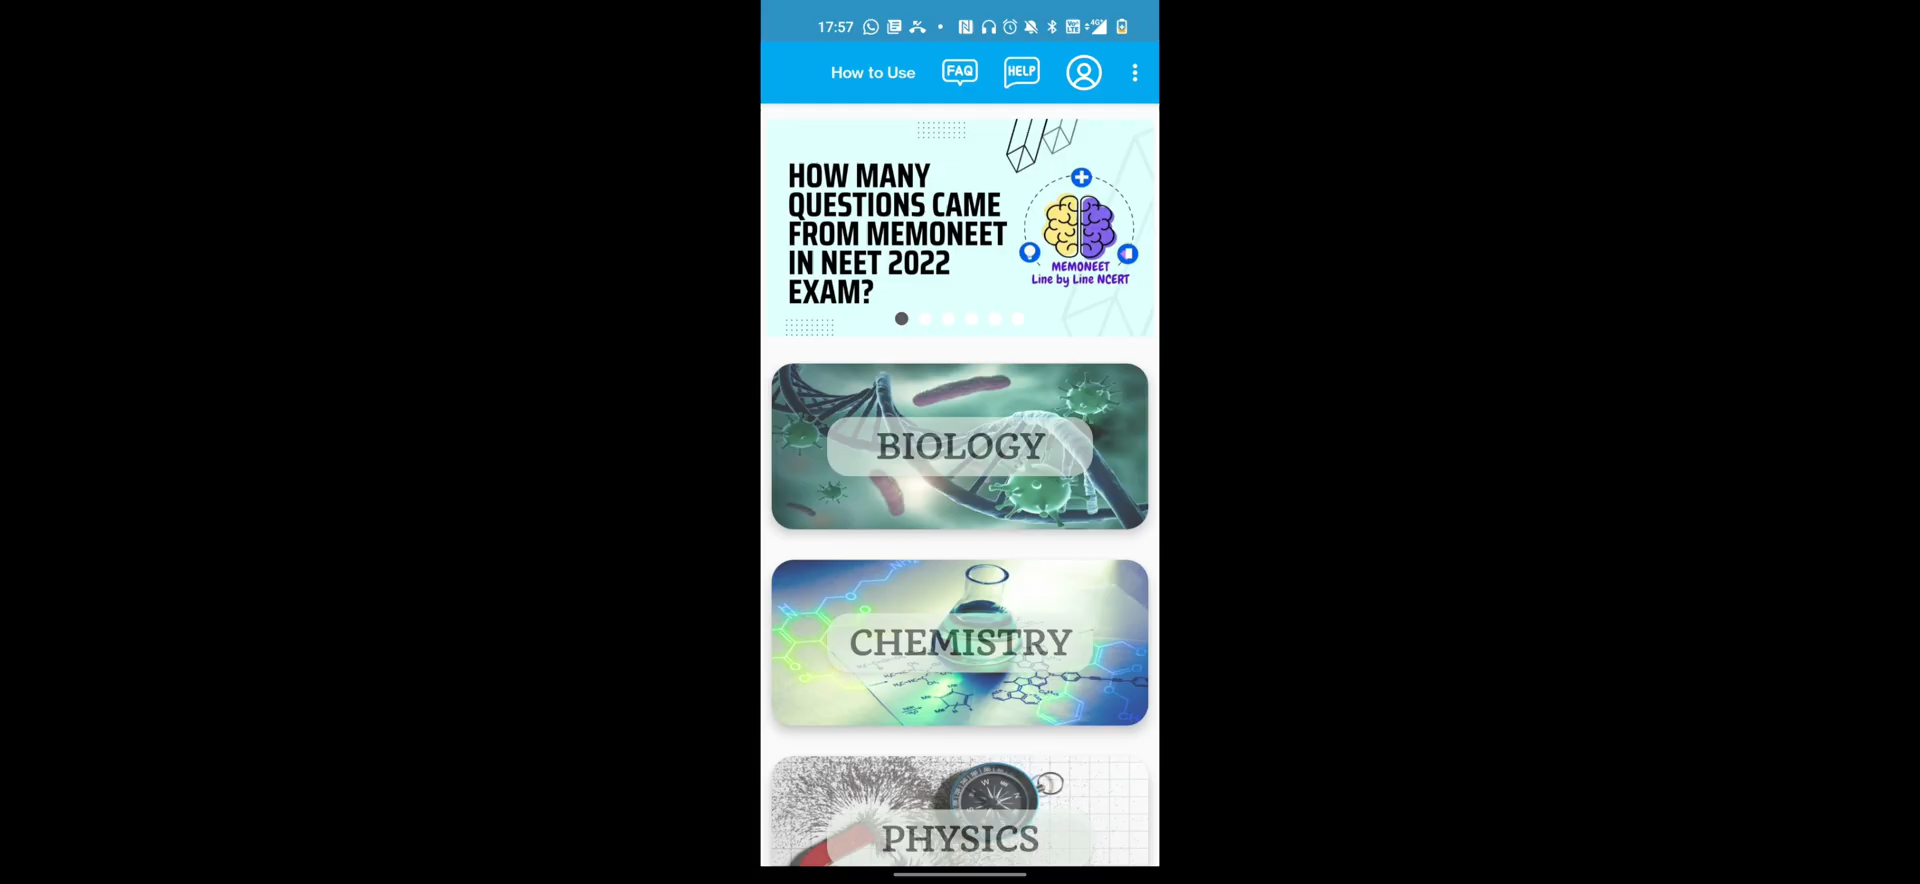 17:57
How to Use
FAQ
HELP
HOW MANY
QUESTIONS CAME
FROM MEMONEET
IN NEET 2022
EXAM?
MEMONEET
Line by Line NCERT
BIOLOGY
CHEMISTRY
PHYSICS